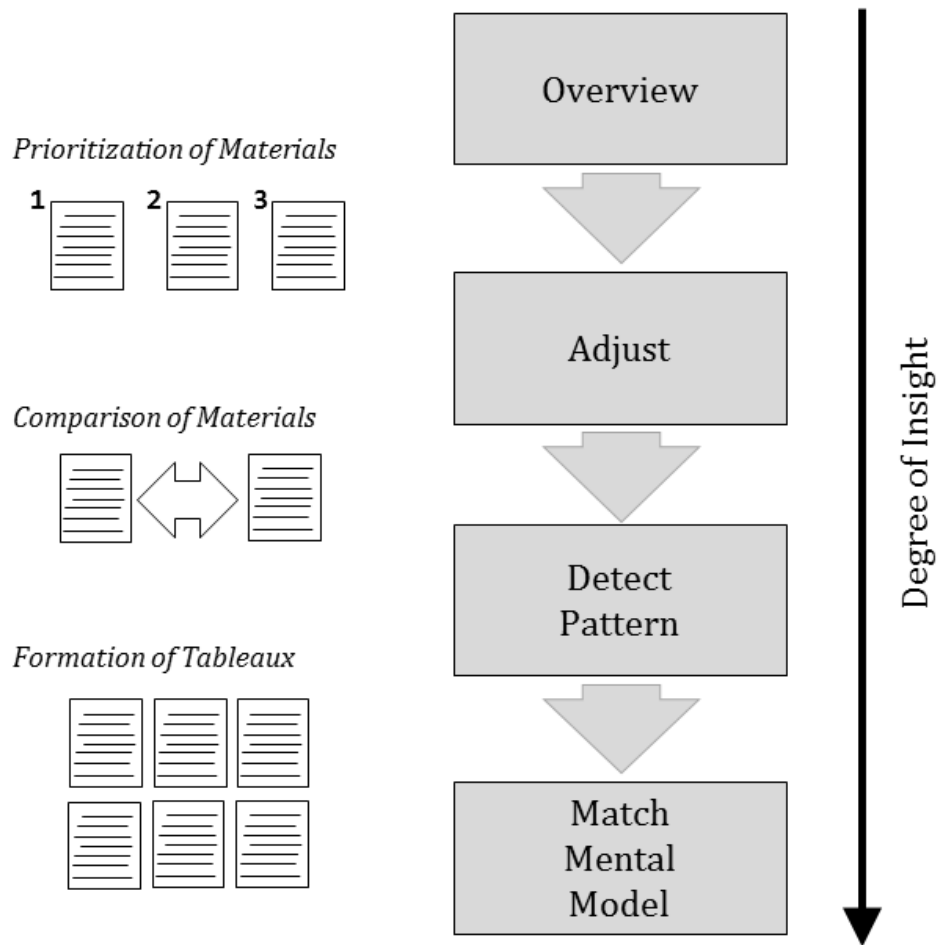 Overview
Prioritization of Materials
1 2 3
Adjust
Comparison of Materials
Detect
Pattern
Formation of Tableaux
Match
Mental
Model
Degree of Insight